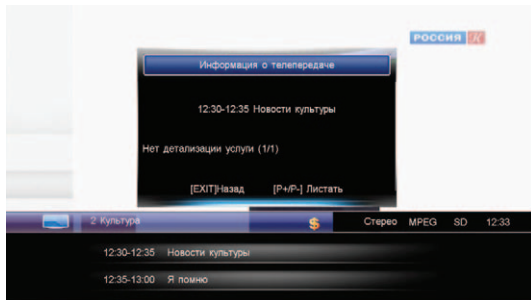 РОССИЯ К
Информация о телепередаче
12:30-12:35 Новости культуры
Нет детализации услуги (1/1)
[EXIT]Назад [P+/P-] Листать
2 Культура $ Стерео MPEG SD 12:33
12:30-12:35 Новости культуры
12:35-13:00 Я помню